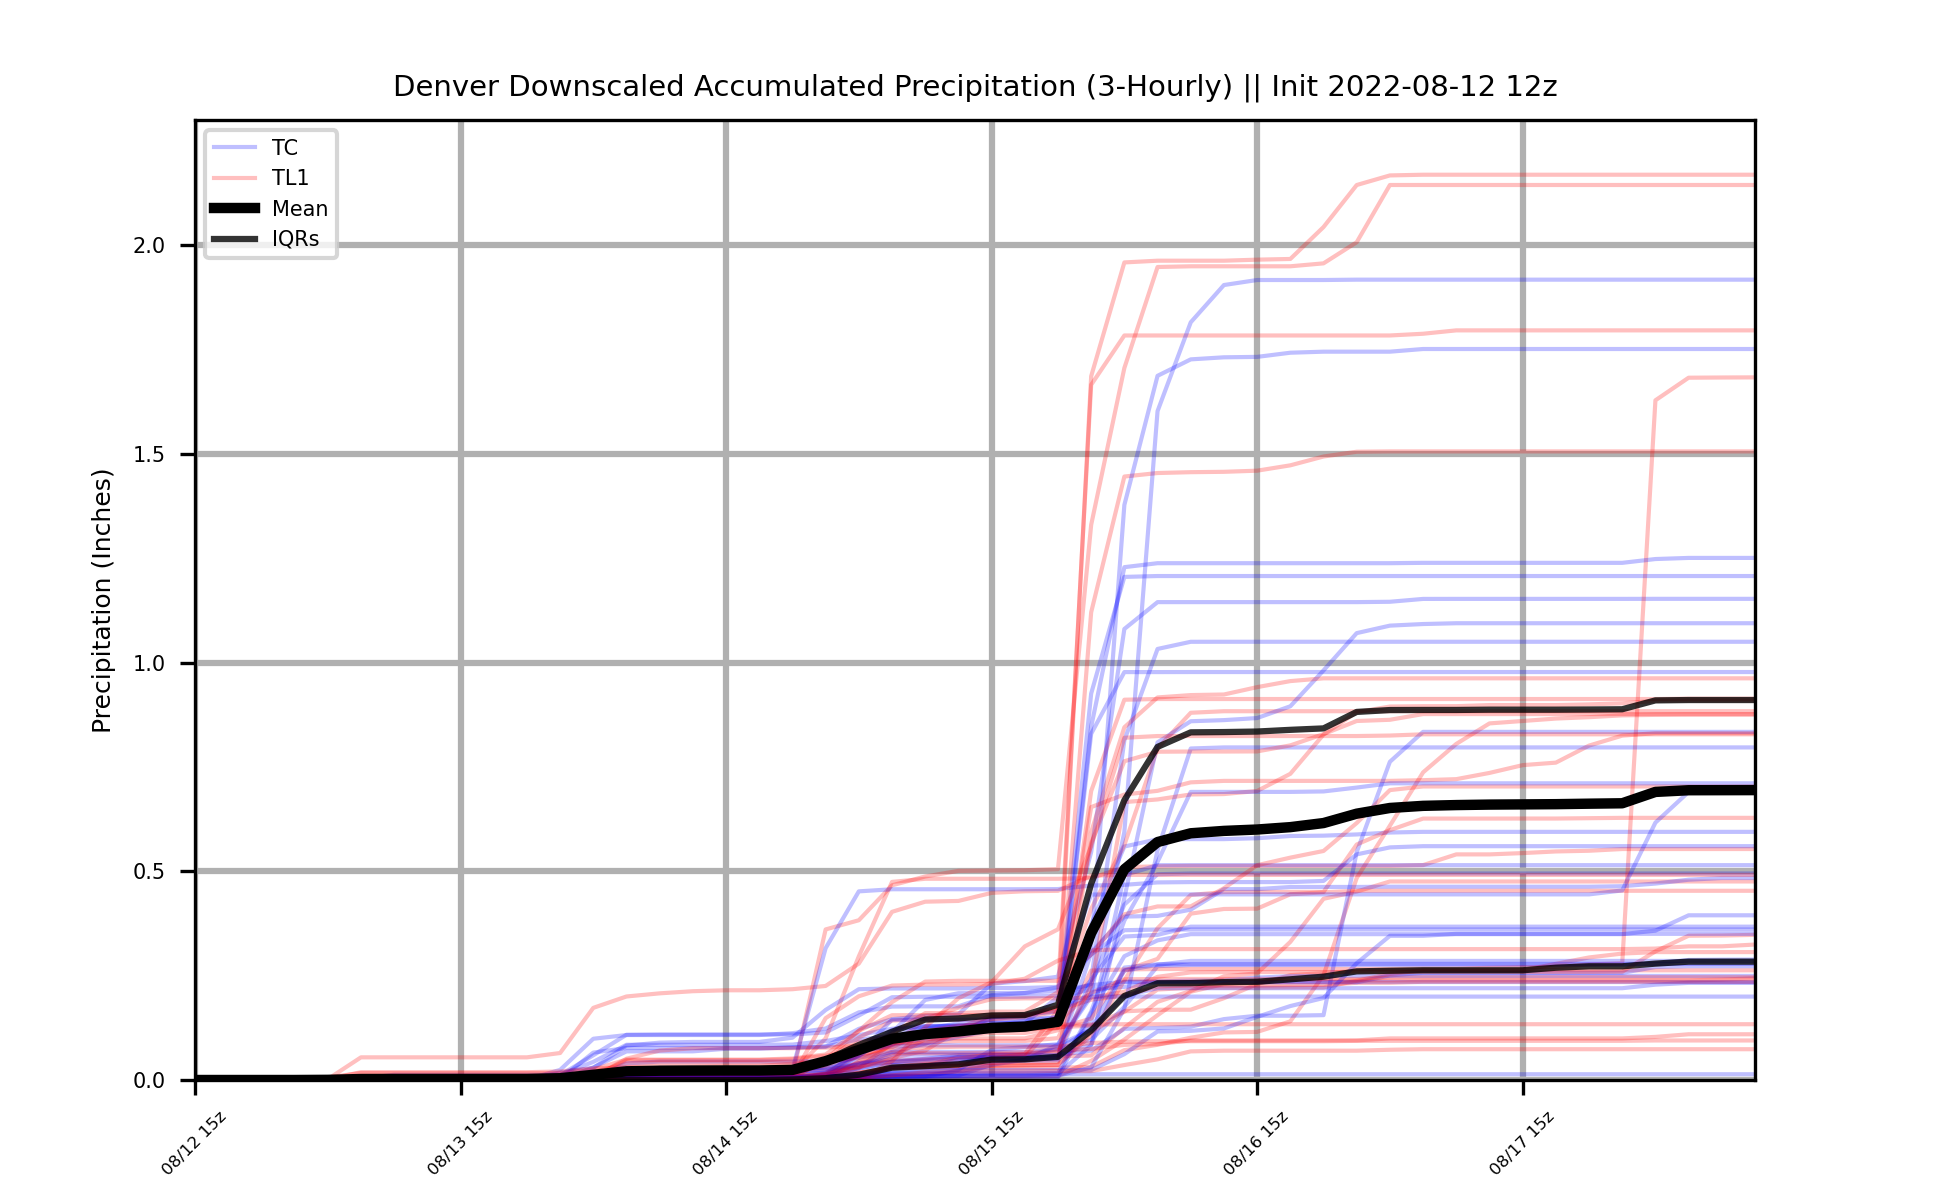 Denver Downscaled Accumulated Precipitation (3-Hourly) || Init 2022-08-12 12z
TC
TL1
Mean
IQRs
Precipitation (Inches)
2.0
1.5
1.0
0.5
0.0
08/12 15z
08/13 15z
08/14 15z
08/15 15z
08/16 15z
08/17 15z